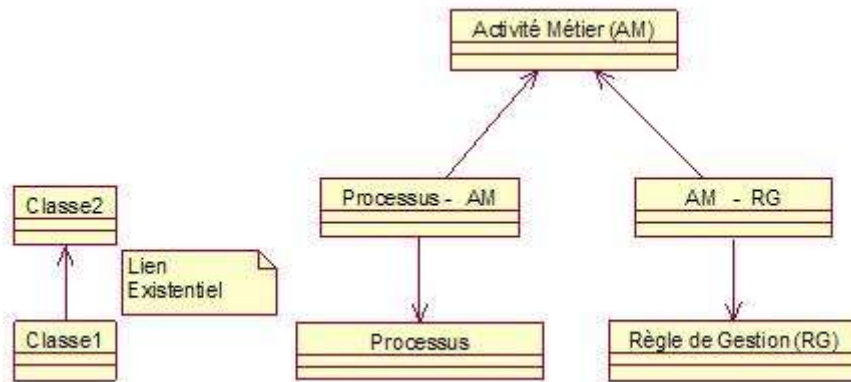 Activité Métier (AM)
Processus - AM
AM - RG
Classe2
Lien
Existentiel
Classe1
Processus
Règle de Gestion (RG)